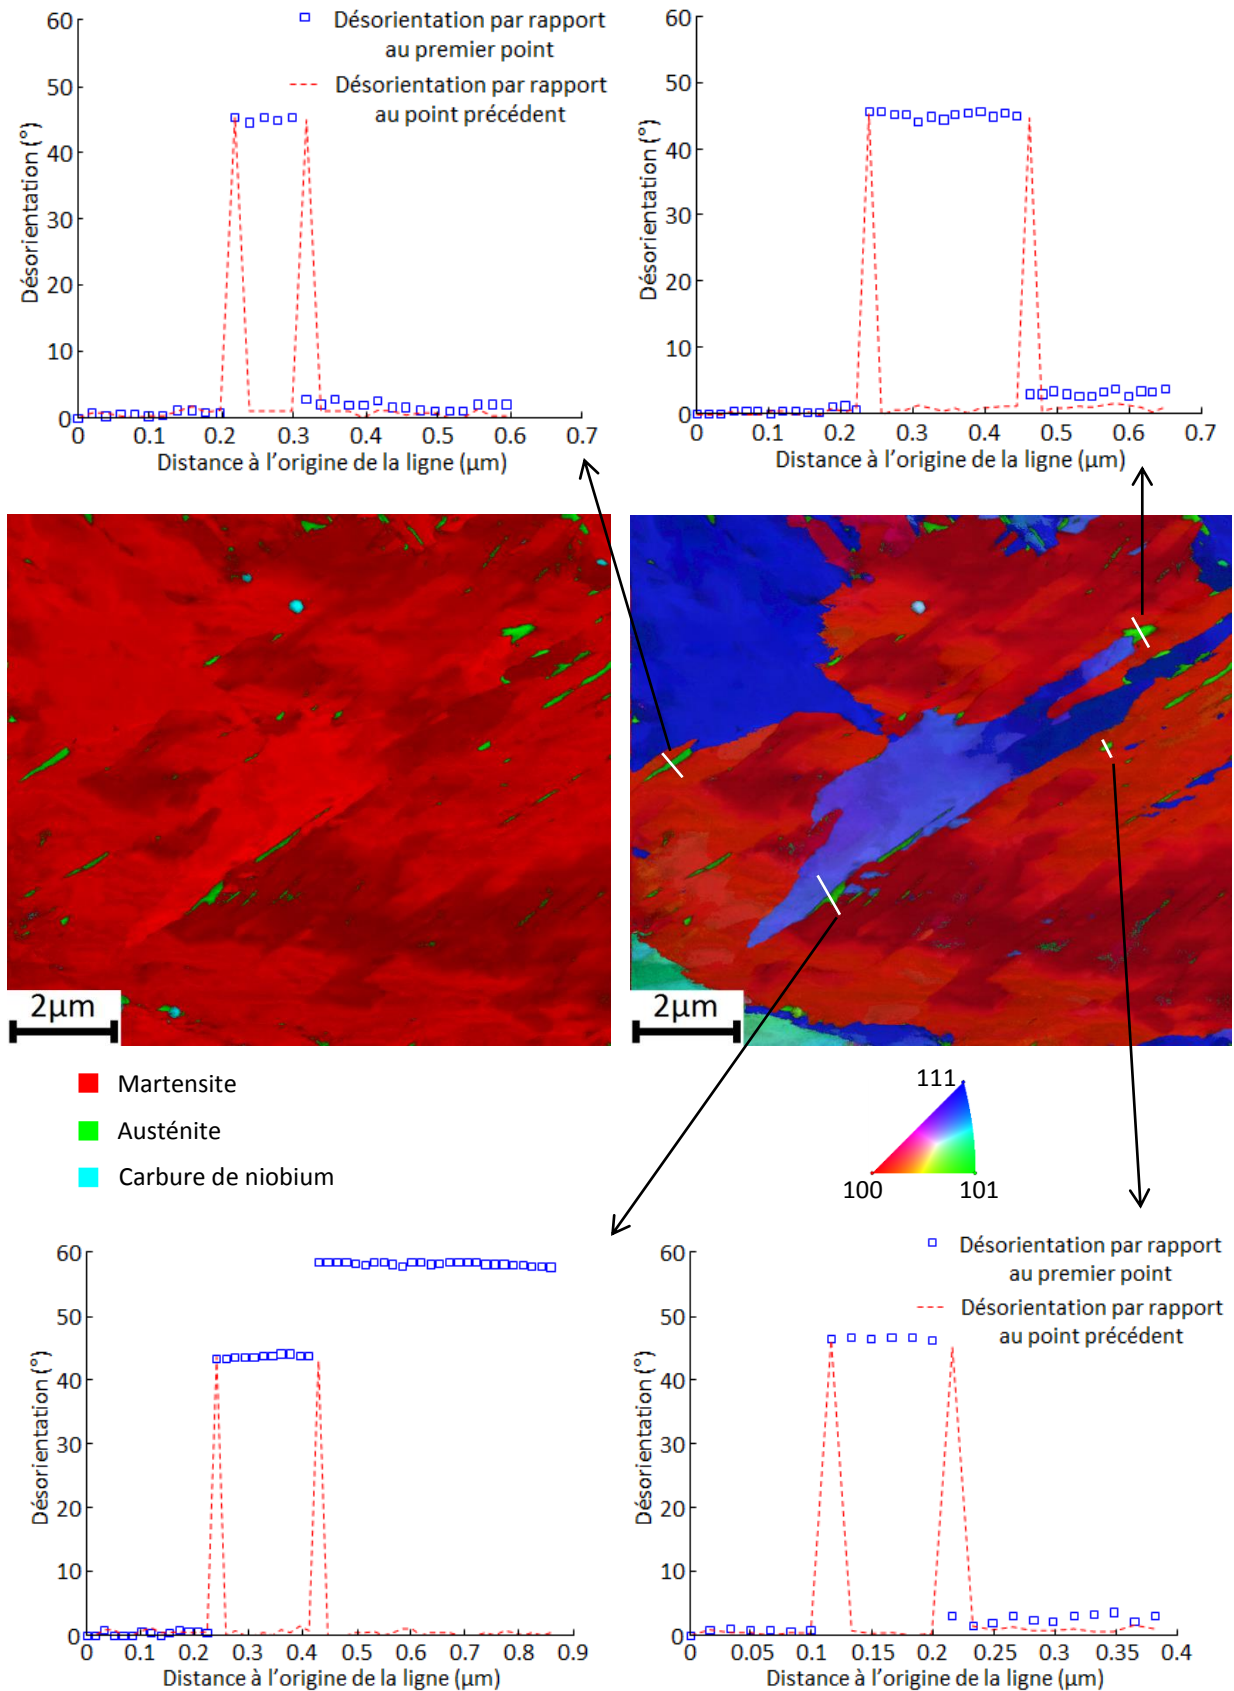 60
50
40
30
20
10
0
Désorientation (°)
Désorientation par rapport
au premier point
Désorientation par rapport
au point précédent
0 0.1 0.2 0.3 0.4 0.5 0.6 0.7
Distance à l'origine de la ligne (µm)
60
50
40
30
20
10
0
Désorientation (°)
0 0.1 0.2 0.3 0.4 0.5 0.6 0.7
Distance à l'origine de la ligne (µm)
2µm
2µm
Martensite
Austénite
Carbure de niobium
111
100
101
60
50
40
30
20
10
0
Désorientation (°)
0 0.1 0.2 0.3 0.4 0.5 0.6 0.7 0.8 0.9
Distance à l'origine de la ligne (µm)
60
50
40
30
20
10
0
Désorientation (°)
Désorientation par rapport
au premier point
Désorientation par rapport
au point précédent
0 0.05 0.1 0.15 0.2 0.25 0.3 0.35 0.4
Distance à l'origine de la ligne (µm)